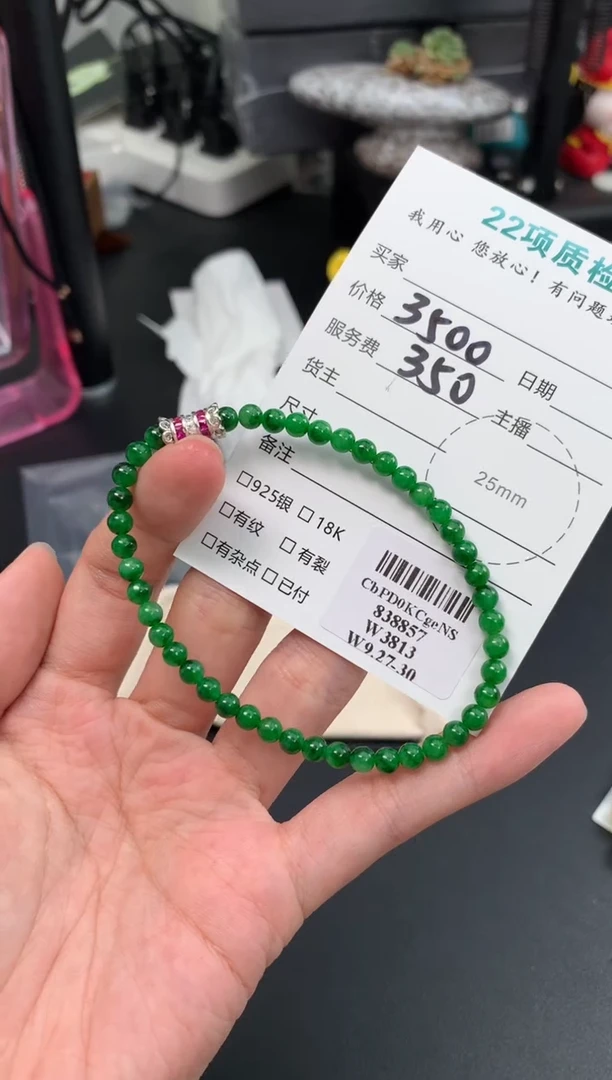 22项质检
我用心 您放心！有问题
买家
价格 3500
服务费 350 日期
货主 主播
尺寸
备注 25mm
□925银 □18K
□有纹 □有裂
□有杂点 □已付
CbPD0KCgeNS
838857
W3813
W9.27-30